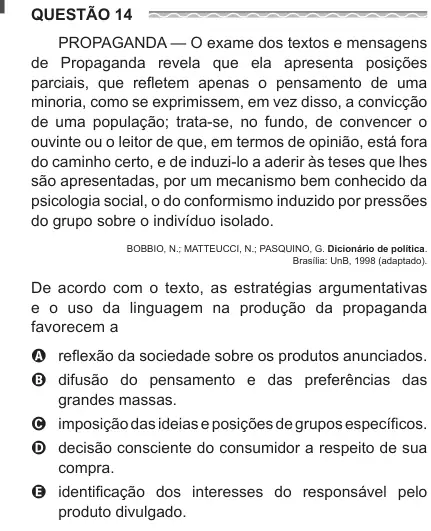 QUESTÃO 14
PROPAGANDA — O exame dos textos e mensagens
de Propaganda revela que ela apresenta posições
parciais, que refletem apenas o pensamento de uma
minoria, como se exprimissem, em vez disso, a convicção
de uma população; trata-se, no fundo, de convencer o
ouvinte ou o leitor de que, em termos de opinião, está fora
do caminho certo, e de induzi-lo a aderir às teses que lhes
são apresentadas, por um mecanismo bem conhecido da
psicologia social, o do conformismo induzido por pressões
do grupo sobre o indivíduo isolado.
BOBBIO, N.; MATTEUCCI, N.; PASQUINO, G. Dicionário de política.
Brasília: UnB, 1998 (adaptado).
De acordo com o texto, as estratégias argumentativas
e o uso da linguagem na produção da propaganda
favorecem a
A reflexão da sociedade sobre os produtos anunciados.
B difusão do pensamento e das preferências das
grandes massas.
C imposição das ideias e posições de grupos específicos.
D decisão consciente do consumidor a respeito de sua
compra.
E identificação dos interesses do responsável pelo
produto divulgado.